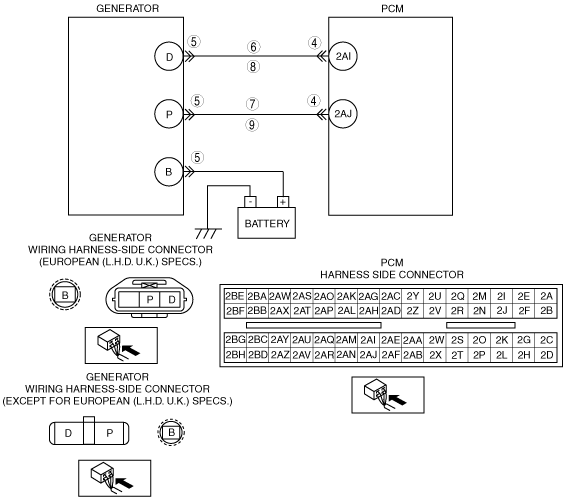 GENERATOR PCM
5 6 4
D 8 2AI
5 7 4
P 9 2AJ
5
B
- +
BATTERY
GENERATOR
WIRING HARNESS-SIDE CONNECTOR
(EUROPEAN (L.H.D. U.K.) SPECS.)
B P D
PCM
HARNESS SIDE CONNECTOR
2BE 2BA 2AW 2AS 2AO 2AK 2AG 2AC 2Y 2U 2Q 2M 2I 2E 2A
2BF 2BB 2AX 2AT 2AP 2AL 2AH 2AD 2Z 2V 2R 2N 2J 2F 2B
2BG 2BC 2AY 2AU 2AQ 2AM 2AI 2AE 2AA 2W 2S 2O 2K 2G 2C
2BH 2BD 2AZ 2AV 2AR 2AN 2AJ 2AF 2AB 2X 2T 2P 2L 2H 2D
GENERATOR
WIRING HARNESS-SIDE CONNECTOR
(EXCEPT FOR EUROPEAN (L.H.D. U.K.) SPECS.)
D P B